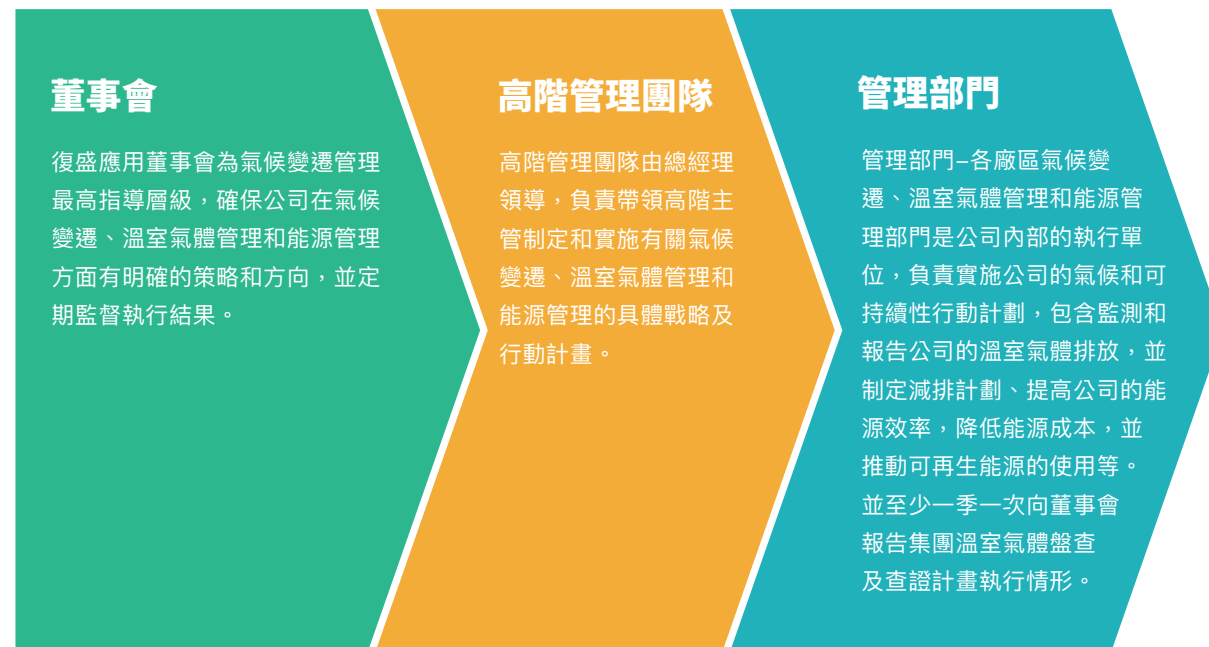 董事會
復盛應用董事會為氣候變遷管理
最高指導層級，確保公司在氣候
變遷、溫室氣體管理和能源管理
方面有明確的策略和方向，並定
期監督執行結果。
高階管理團隊
高階管理團隊由總經理
領導，負責帶領高階主
管制定和實施有關氣候
變遷、溫室氣體管理和
能源管理的具體戰略及
行動計畫。
管理部門
管理部門–各廠區氣候變
遷、溫室氣體管理和能源管
理部門是公司內部的執行單
位，負責實施公司的氣候和可
持續性行動計劃，包含監測和
報告公司的溫室氣體排放，並
制定減排計劃、提高公司的能
源效率，降低能源成本，並
推動可再生能源的使用等。
並至少一季一次向董事會
報告集團溫室氣體盤查
及查證計畫執行情形。